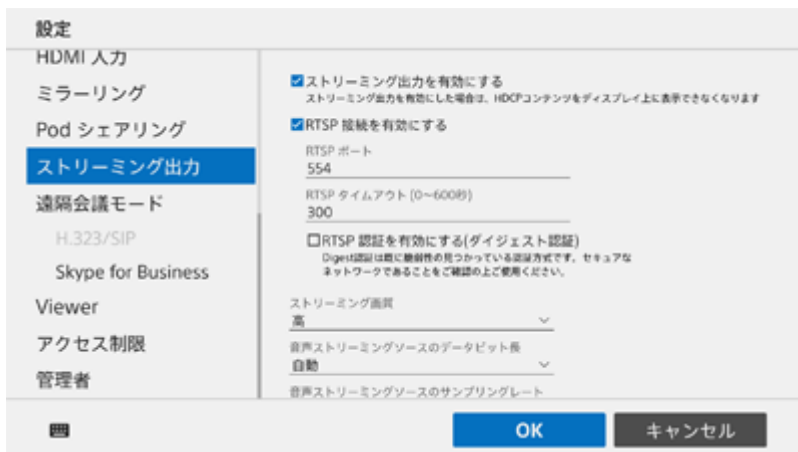 設定
HDMI 入力
ミラーリング
Pod シェアリング
ストリーミング出力
遠隔会議モード
H.323/SIP
Skype for Business
Viewer
アクセス制限
管理者
ストリーミング出力を有効にする
ストリーミング出力を有効にした場合は、HDCPコンテンツをディスプレイ上に表示できなくなります
RTSP 接続を有効にする
RTSP ポート
554
RTSP タイムアウト (0~600秒)
300
RTSP 認証を有効にする(ダイジェスト認証)
Digest認証は既に脆弱性の見つかっている認証方式です。セキュアな
ネットワークであることをご確認の上ご使用ください。
ストリーミング画質
高
音声ストリーミングソースのデータビット長
自動
音声ストリーミングソースのサンプリングレート
OK
キャンセル